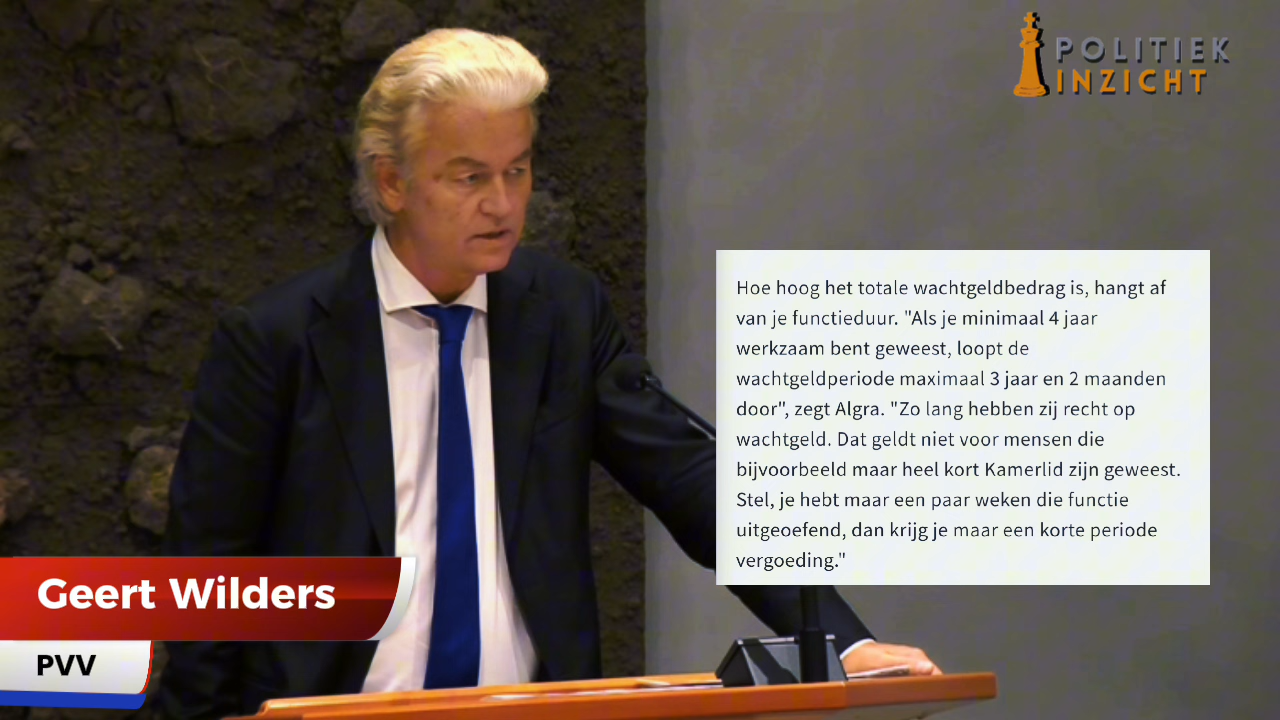 POLITIEK
INZICHT
Hoe hoog het totale wachtgeldbedrag is, hangt af
van je functieduur. "Als je minimaal 4 jaar
werkzaam bent geweest, loopt de
wachtgeldperiode maximaal 3 jaar en 2 maanden
door", zegt Algra. "Zo lang hebben zij recht op
wachtgeld. Dat geldt niet voor mensen die
bijvoorbeeld maar heel kort Kamerlid zijn geweest.
Stel, je hebt maar een paar weken die functie
uitgeoefend, dan krijg je maar een korte periode
vergoeding."
Geert Wilders
PVV